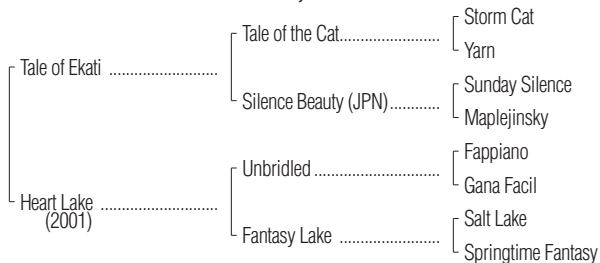 Storm Cat
Tale of the Cat..................
Yarn
Tale of Ekati ........................
Sunday Silence
Silence Beauty (JPN)............
Maplejinsky
Fappiano
Unbridled .............................
Gana Facil
Heart Lake ..........................
(2001)
Salt Lake
Fantasy Lake .......................
Springtime Fantasy